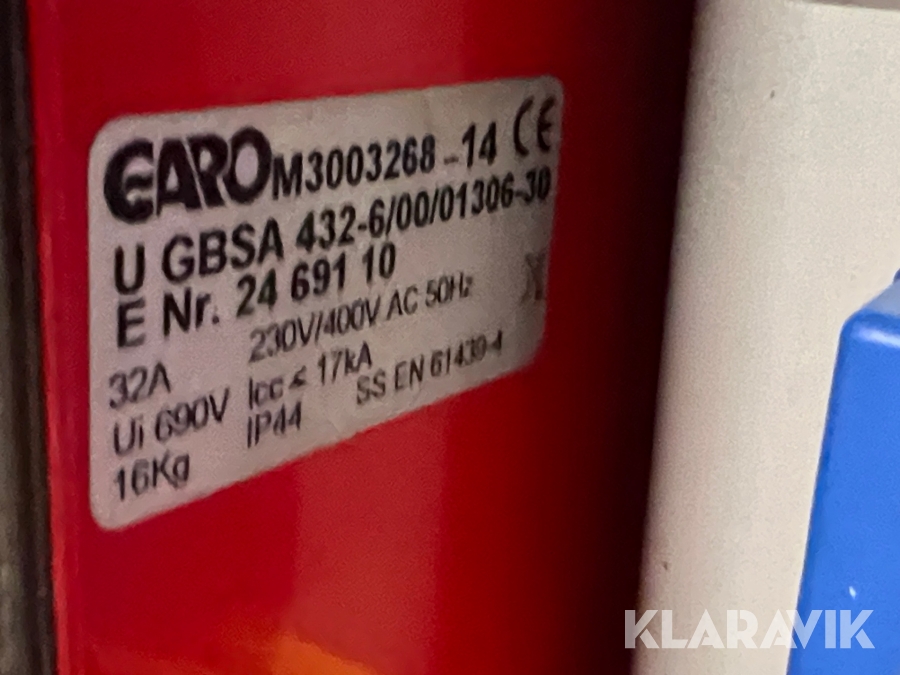 GARO M3003268-14 CE
U GBSA 432-6/00/01306-30
E Nr. 24 691 10
32A 230V/400V AC 50Hz
Ui 690V Icc ≤ 17kA
16Kg IP44 SS EN 61439-4
KLARAVIK